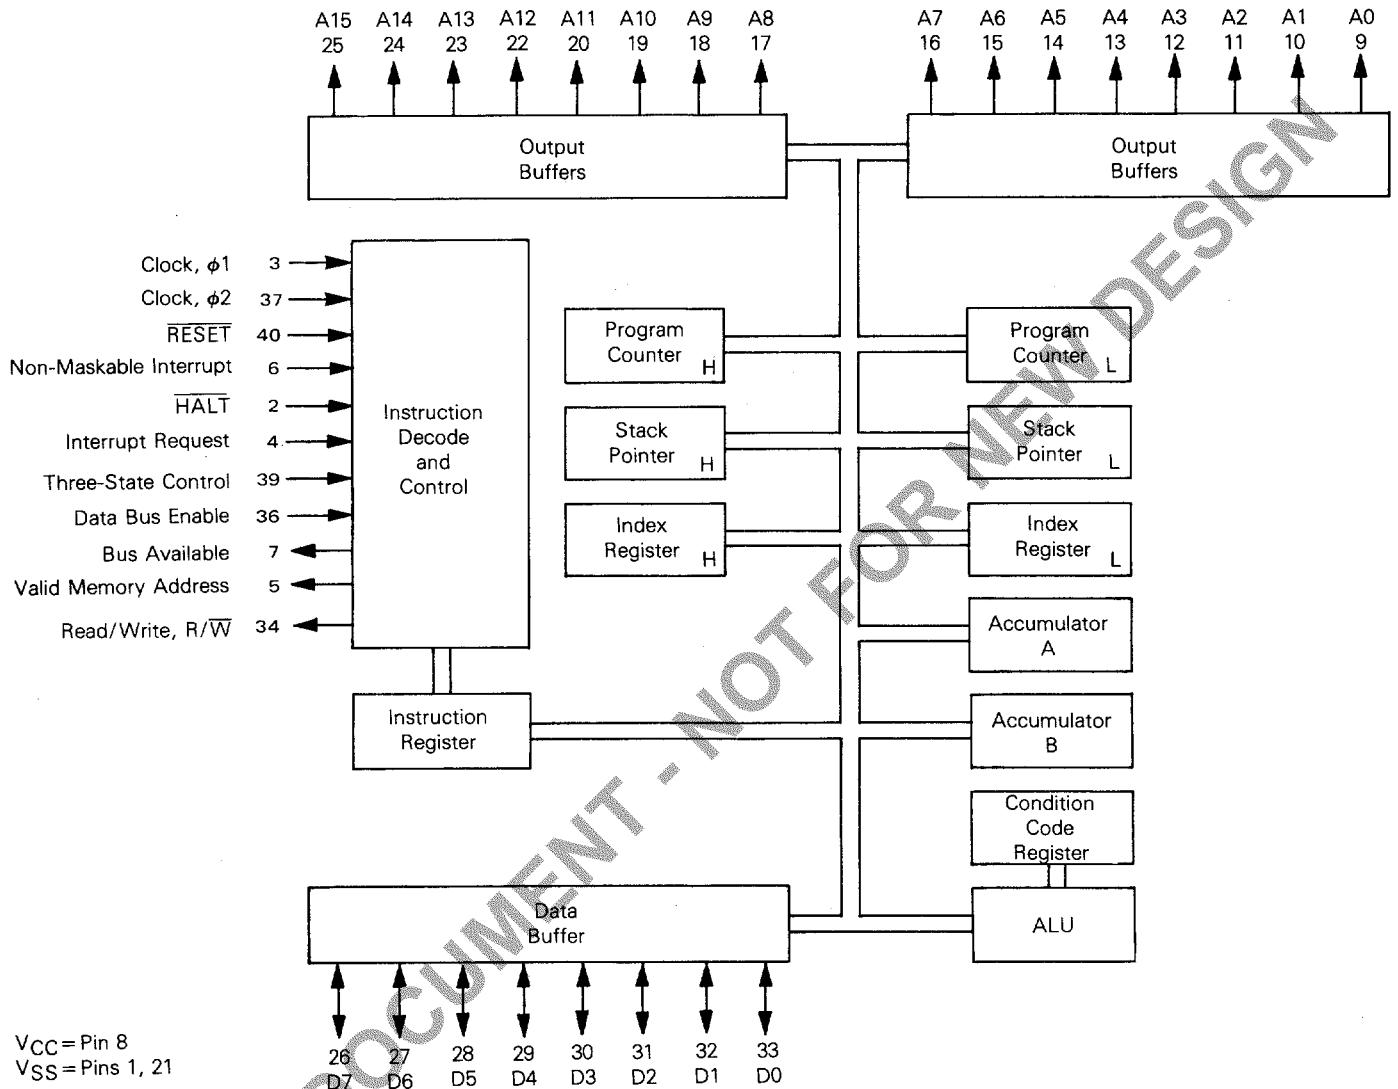 A15 A14 A13 A12 A11 A10 A9 A8 A7 A6 A5 A4 A3 A2 A1 A0
25 24 23 22 20 19 18 17 16 15 14 13 12 11 10 9
Output
Buffers
Output
Buffers
Clock, ϕ1 3
Clock, ϕ2 37
RESET 40
Non-Maskable Interrupt 6
HALT 2
Interrupt Request 4
Three-State Control 39
Data Bus Enable 36
Bus Available 7
Valid Memory Address 5
Read/Write, R/W̅ 34
Instruction
Decode
and
Control
Instruction
Register
Program
Counter H
Stack
Pointer H
Index
Register H
Program
Counter L
Stack
Pointer L
Index
Register L
Accumulator
A
Accumulator
B
Condition
Code
Register
ALU
Data
Buffer
26 27 28 29 30 31 32 33
D7 D6 D5 D4 D3 D2 D1 D0
VCC = Pin 8
VSS = Pins 1, 21
DOCUMENT - NOT FOR NEW DESIGN